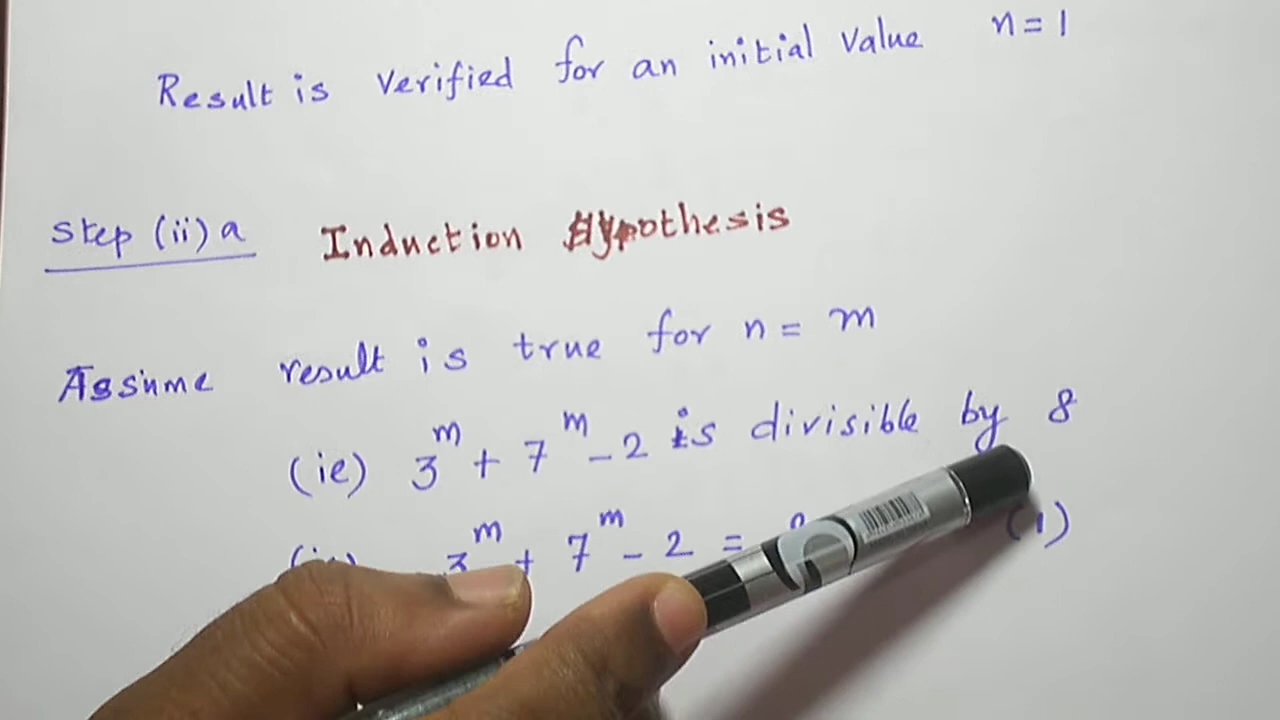 Result is verified for an initial value n = 1
Step (ii) a Induction Hypothesis
Assume result is true for n = m
(ie) 3^m + 7^m - 2 is divisible by 8
(ie) 3^m + 7^m - 2 = (1)